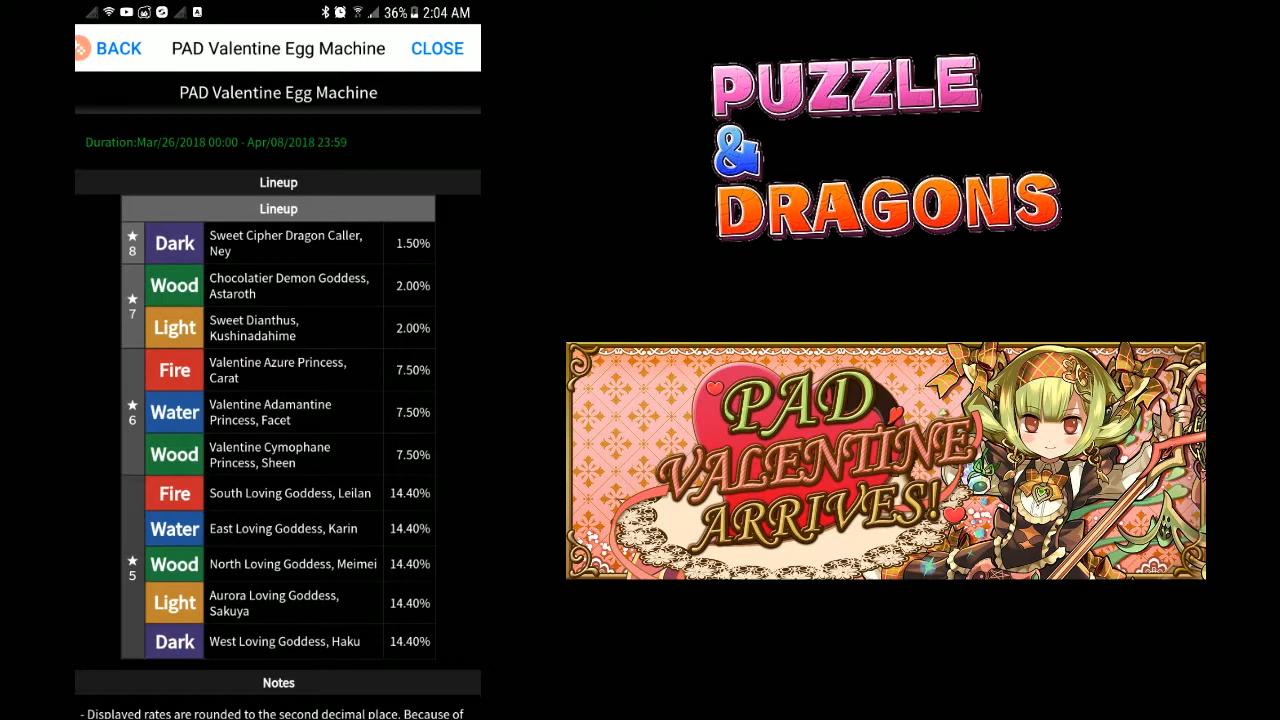 36% 2:04 AM
BACK PAD Valentine Egg Machine CLOSE
PAD Valentine Egg Machine
Duration:Mar/26/2018 00:00 - Apr/08/2018 23:59
Lineup
Lineup
★ 8 Dark Sweet Cipher Dragon Caller, Ney 1.50%
★ 7 Wood Chocolatier Demon Goddess, Astaroth 2.00%
Light Sweet Dianthus, Kushinadahime 2.00%
★ 6 Fire Valentine Azure Princess, Carat 7.50%
Water Valentine Adamantine Princess, Facet 7.50%
Wood Valentine Cymophane Princess, Sheen 7.50%
★ 5 Fire South Loving Goddess, Leilan 14.40%
Water East Loving Goddess, Karin 14.40%
Wood North Loving Goddess, Meimei 14.40%
Light Aurora Loving Goddess, Sakuya 14.40%
Dark West Loving Goddess, Haku 14.40%
Notes
- Displayed rates are rounded to the second decimal place. Because of
PUZZLE
&
DRAGONS
PAD
VALENTINE
ARRIVES!